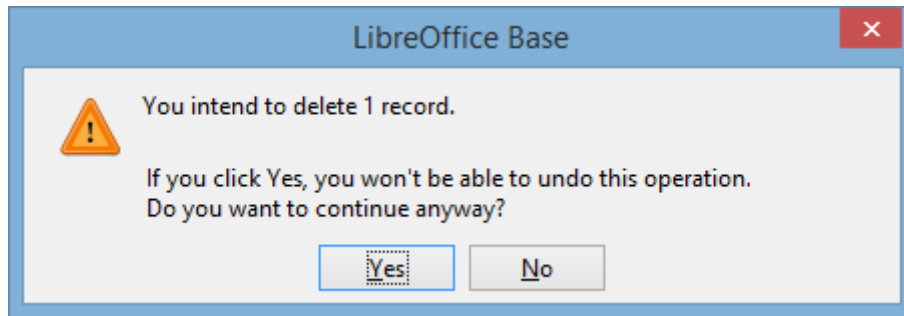 LibreOffice Base
You intend to delete 1 record.
If you click Yes, you won't be able to undo this operation.
Do you want to continue anyway?
Yes No